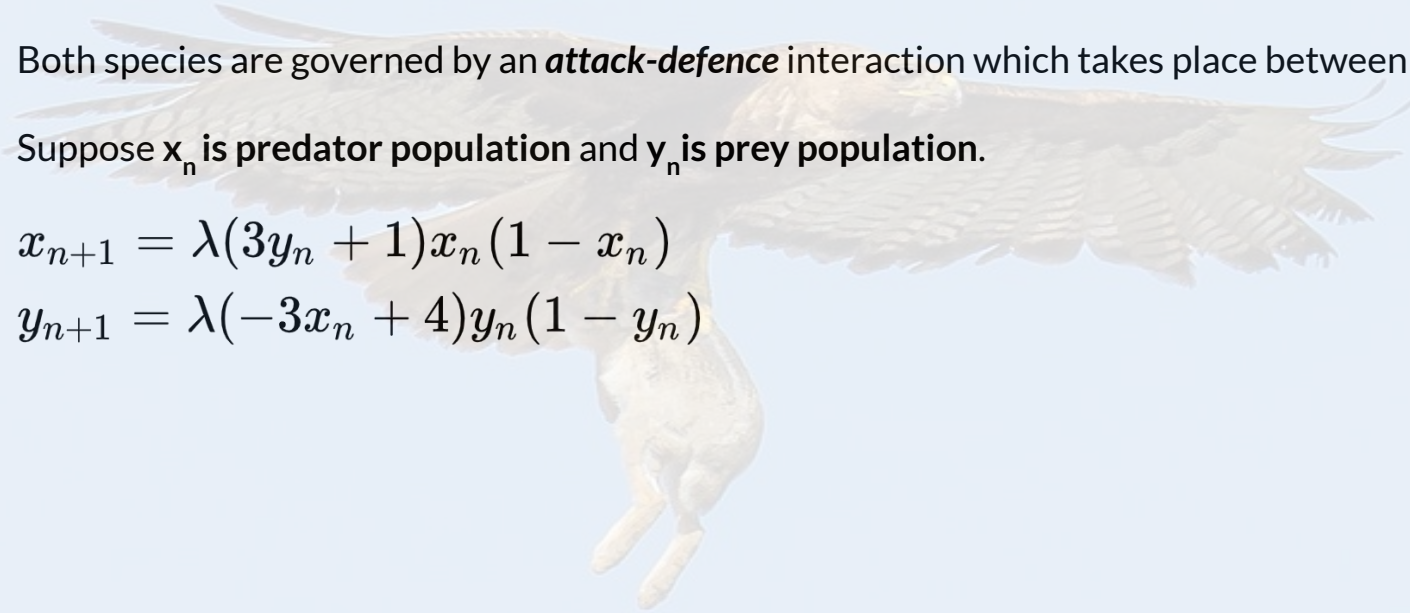 Both species are governed by an attack-defence interaction which takes place between
Suppose xₙ is predator population and yₙ is prey population.
xₙ₊₁ = λ(3yₙ + 1)xₙ(1 − xₙ)
yₙ₊₁ = λ(−3xₙ + 4)yₙ(1 − yₙ)